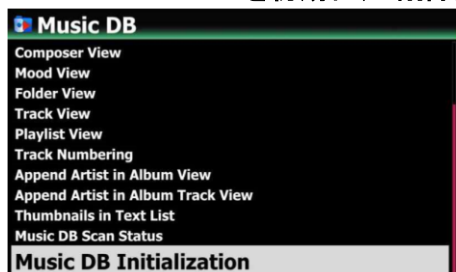 Music DB
Composer View
Mood View
Folder View
Track View
Playlist View
Track Numbering
Append Artist in Album View
Append Artist in Album Track View
Thumbnails in Text List
Music DB Scan Status
Music DB Initialization